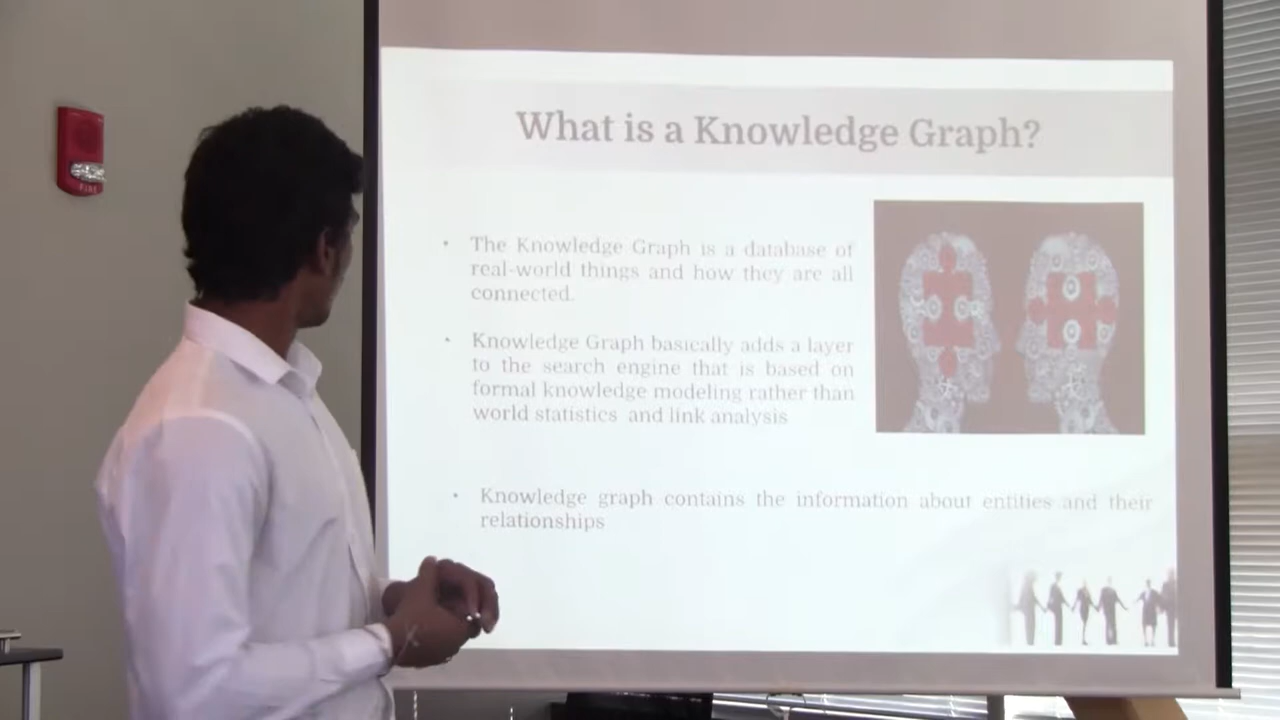 What is a Knowledge Graph?
• The Knowledge Graph is a database of
real-world things and how they are all
connected.
• Knowledge Graph basically adds a layer
to the search engine that is based on
formal knowledge modeling rather than
world statistics and link analysis
• Knowledge graph contains the information about entities and their
relationships
FIRE